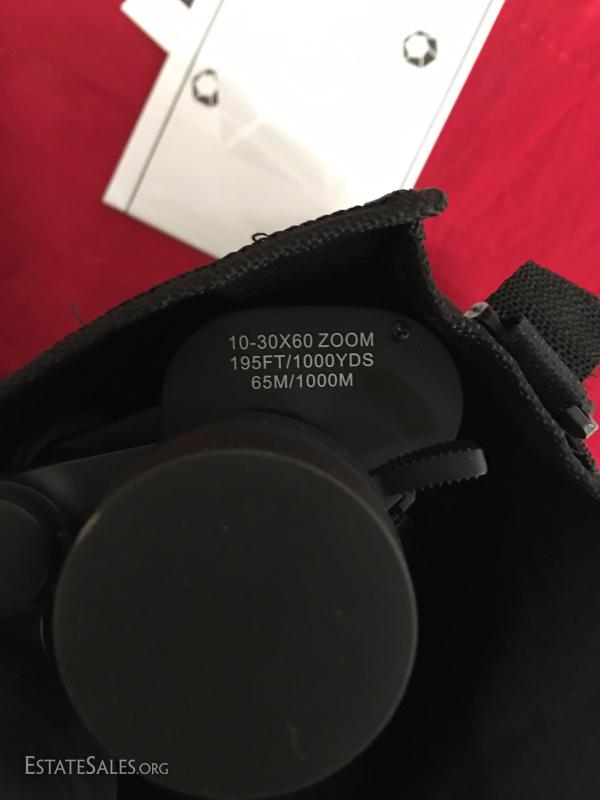 10-30X60 ZOOM
195FT/1000YDS
65M/1000M
ESTATESALES.ORG